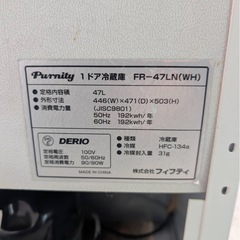 Purnity 1ドア冷蔵庫 FR-47LN(WH)
●定格内容積 47L
●外形寸法 446(W)×471(D)×503(H)
●消費電力量 (JISC9801)
50Hz 192kwh/年
60Hz 192kwh/年
DERIO
定格電圧 100V
定格周波数 50/60Hz
消費電力 90/90W
●種類 冷蔵庫
●冷媒 HFC-134a
●冷媒封入量 31g
MADE IN CHINA
株式会社 フィフティ